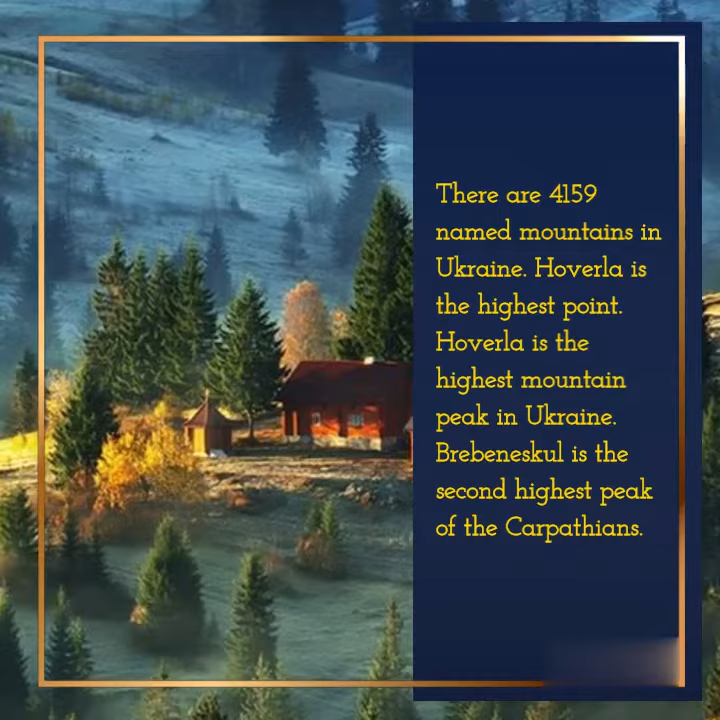 There are 4159
named mountains in
Ukraine. Hoverla is
the highest point.
Hoverla is the
highest mountain
peak in Ukraine.
Brebeneskul is the
second highest peak
of the Carpathians.